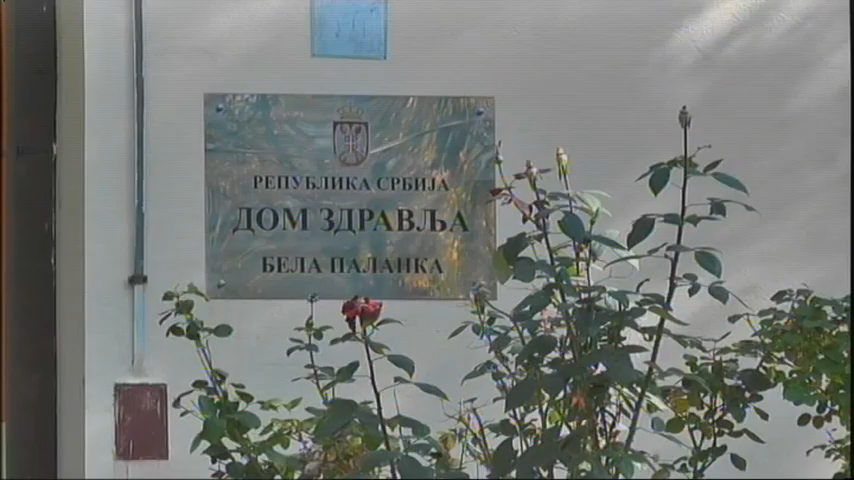 РЕПУБЛИКА СРБИЈА
ДОМ ЗДРАВЉА
БЕЛА ПАЛАНКА